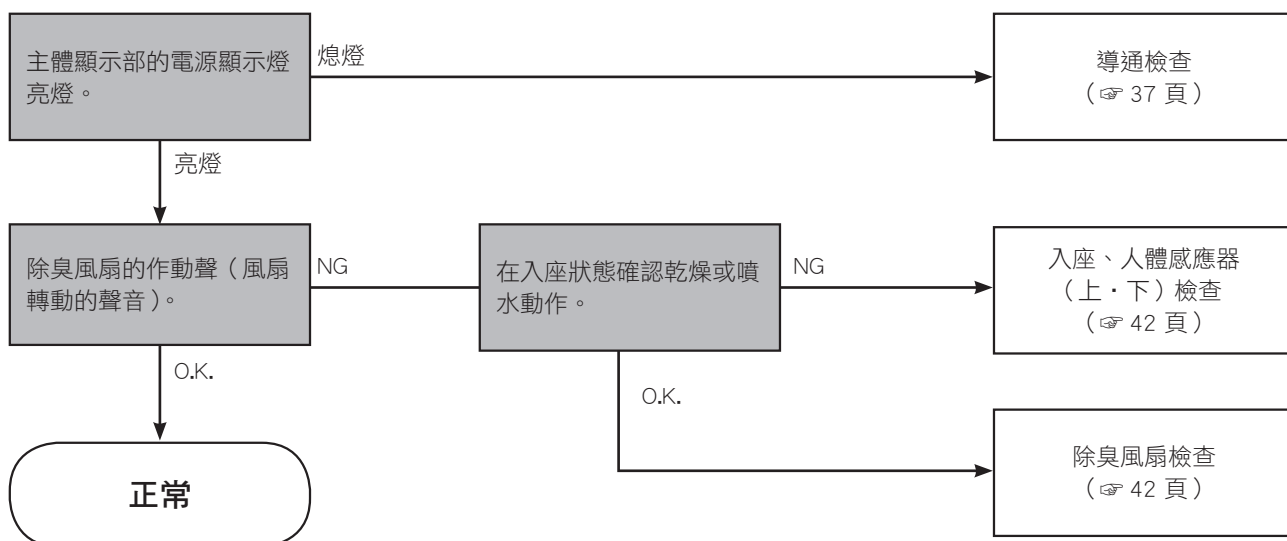 主體顯示部的電源顯示燈
亮燈。
熄燈
導通檢查
（☞ 37 頁）
亮燈
除臭風扇的作動聲（風扇
轉動的聲音）。
NG
在入座狀態確認乾燥或噴
水動作。
NG
入座、人體感應器
（上・下）檢查
（☞ 42 頁）
O.K.
O.K.
正常
除臭風扇檢查
（☞ 42 頁）